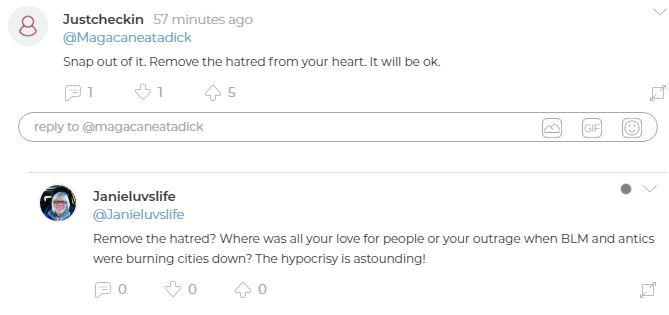 Justcheckin 57 minutes ago
@Magacaneatadick
Snap out of it. Remove the hatred from your heart. It will be ok.
1 1 5
reply to @magacaneatadick GIF
Janieluvslife
@Janieluvslife
Remove the hatred? Where was all your love for people or your outrage when BLM and antics
were burning cities down? The hypocrisy is astounding!
0 0 0